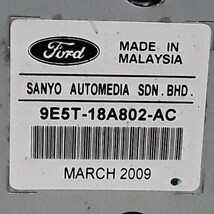 Ford
MADE IN
MALAYSIA
SANYO AUTOMEDIA SDN. BHD.
9E5T-18A802-AC
MARCH 2009